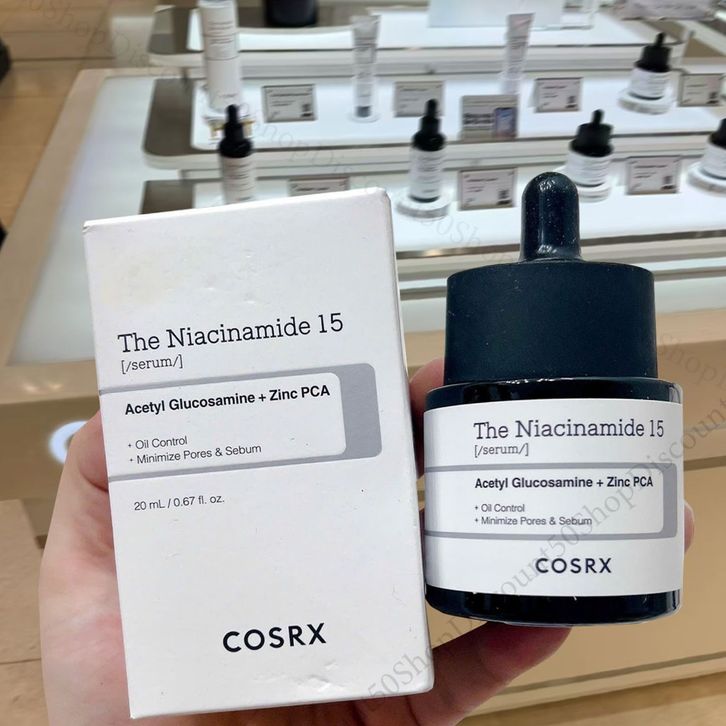 The Niacinamide 15
[/serum/]
Acetyl Glucosamine + Zinc PCA
+ Oil Control
+ Minimize Pores & Sebum
20 mL / 0.67 fl. oz.
COSRX
The Niacinamide 15
[/serum/]
Acetyl Glucosamine + Zinc PCA
+ Oil Control
+ Minimize Pores & Sebum
COSRX
50ShopDiscount50ShopDiscount50ShopDiscount